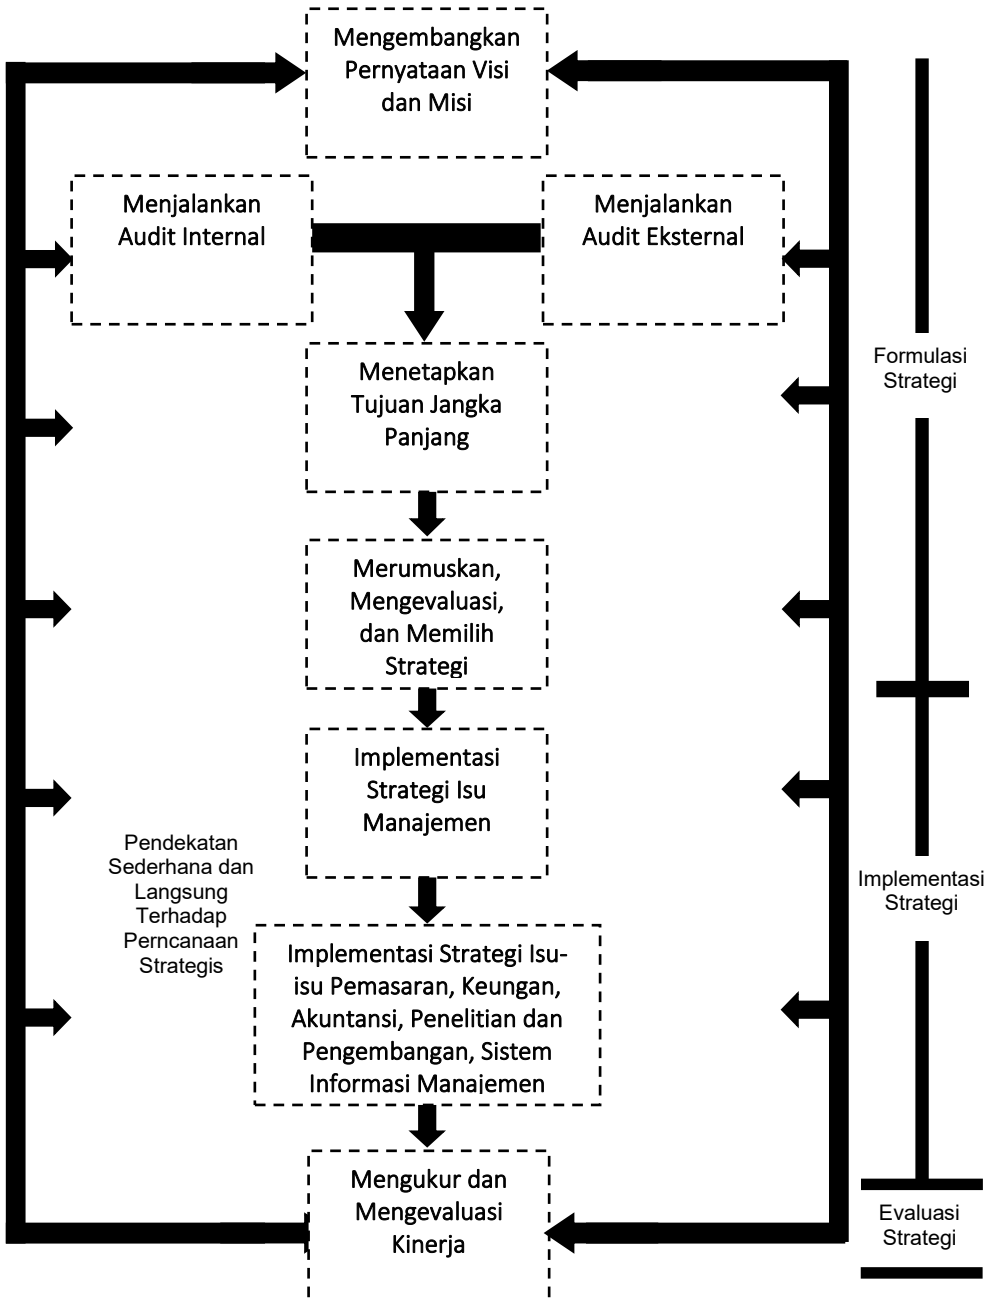 Mengembangkan
Pernyataan Visi
dan Misi
Menjalankan
Audit Internal
Menjalankan
Audit Eksternal
Menetapkan
Tujuan Jangka
Panjang
Formulasi
Strategi
Merumuskan,
Mengevaluasi,
dan Memilih
Strategi
Implementasi
Strategi Isu
Manajemen
Pendekatan
Sederhana dan
Langsung
Terhadap
Perncanaan
Strategis
Implementasi
Strategi
Implementasi Strategi Isu-
isu Pemasaran, Keungan,
Akuntansi, Penelitian dan
Pengembangan, Sistem
Informasi Manajemen
Mengukur dan
Mengevaluasi
Kinerja
Evaluasi
Strategi